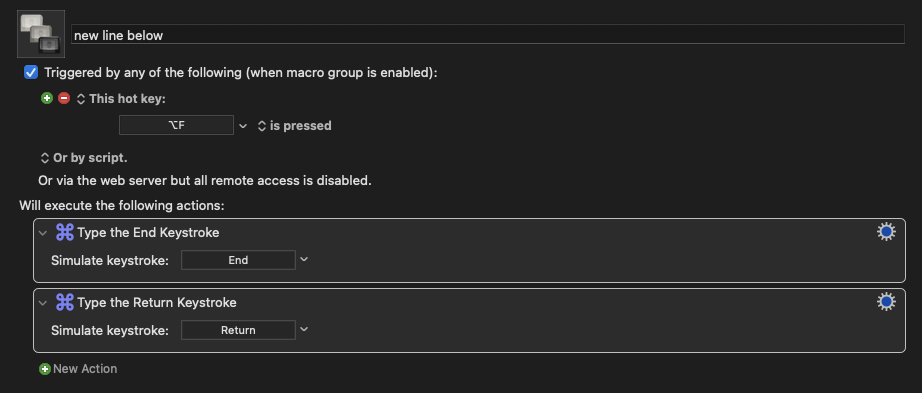 new line below
Triggered by any of the following (when macro group is enabled):
This hot key:
⌥F is pressed
Or by script.
Or via the web server but all remote access is disabled.
Will execute the following actions:
⌘ Type the End Keystroke
Simulate keystroke: End
⌘ Type the Return Keystroke
Simulate keystroke: Return
New Action